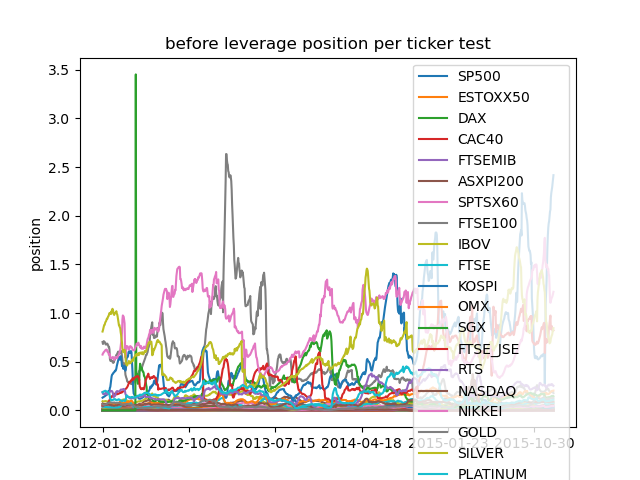 before leverage position per ticker test
3.5
3.0
2.5
2.0
1.5
1.0
0.5
0.0
position
2012-01-02 2012-10-08 2013-07-15 2014-04-18 2015-01-23 2015-10-30
SP500
ESTOXX50
DAX
CAC40
FTSEMIB
ASXPI200
SPTSX60
FTSE100
IBOV
FTSE
KOSPI
OMX
SGX
FTSE_JSE
RTS
NASDAQ
NIKKEI
GOLD
SILVER
PLATINUM